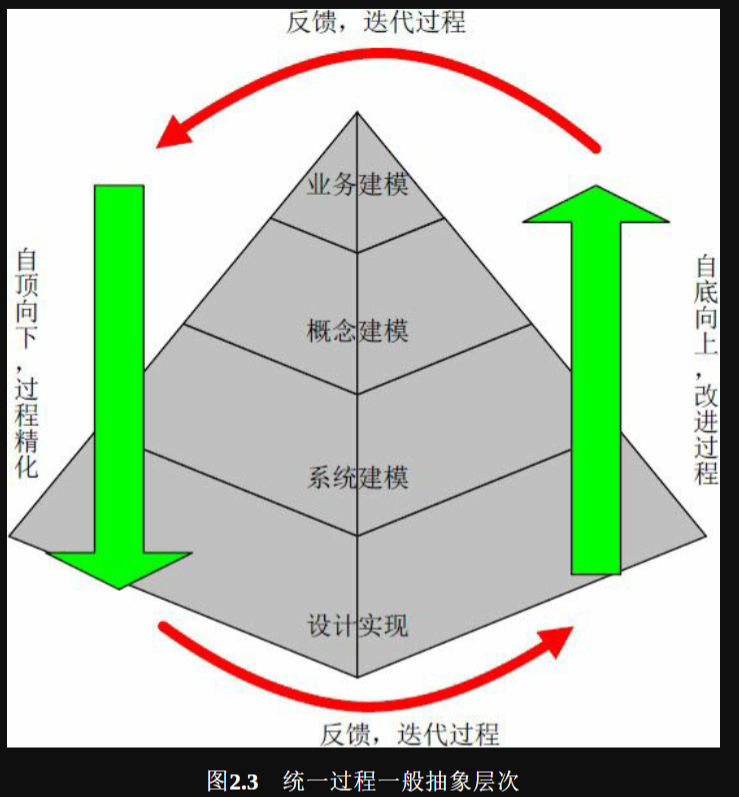 反馈，迭代过程
业务建模
自顶向下，过程精化
概念建模
自底向上，改进过程
系统建模
设计实现
反馈，迭代过程
图2.3 统一过程一般抽象层次